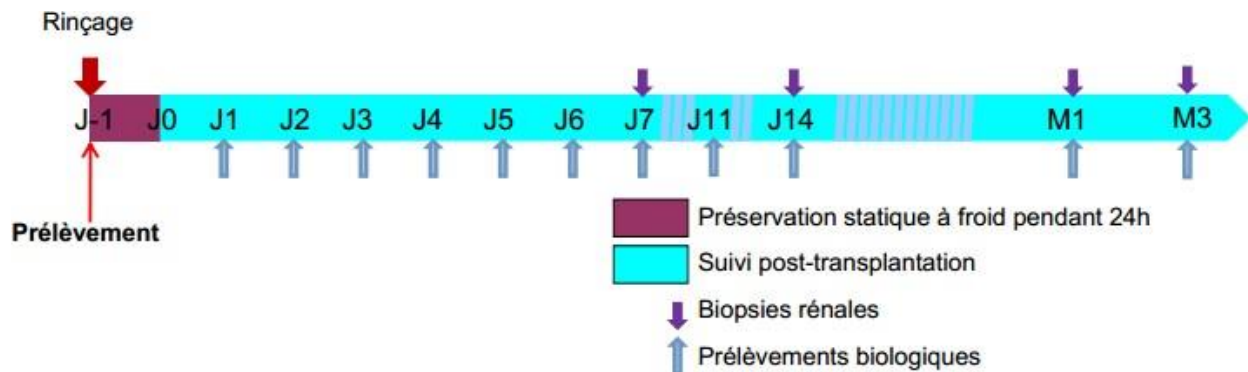 Rinçage
J-1 J0 J1 J2 J3 J4 J5 J6 J7 J11 J14 M1 M3
Prélèvement
Préservation statique à froid pendant 24h
Suivi post-transplantation
Biopsies rénales
Prélèvements biologiques